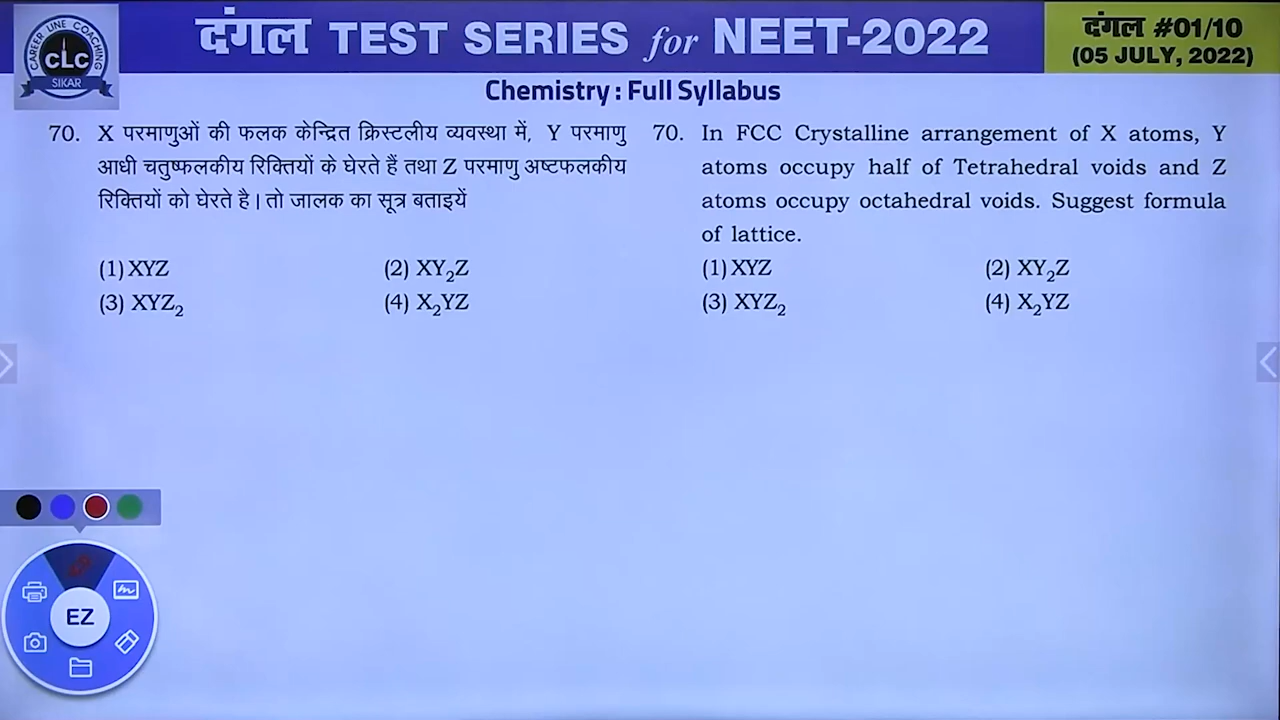 CAREER LINE COACHING
CLC
SIKAR
दंगल TEST SERIES for NEET-2022
दंगल #01/10
(05 JULY, 2022)
Chemistry : Full Syllabus
70. X परमाणुओं की फलक केन्द्रित क्रिस्टलीय व्यवस्था में, Y परमाणु
आधी चतुष्फलकीय रिक्तियों के घेरते हैं तथा Z परमाणु अष्टफलकीय
रिक्तियों को घेरते है। तो जालक का सूत्र बताइयें
(1) XYZ (2) XY₂Z
(3) XYZ₂ (4) X₂YZ
70. In FCC Crystalline arrangement of X atoms, Y
atoms occupy half of Tetrahedral voids and Z
atoms occupy octahedral voids. Suggest formula
of lattice.
(1) XYZ (2) XY₂Z
(3) XYZ₂ (4) X₂YZ
EZ